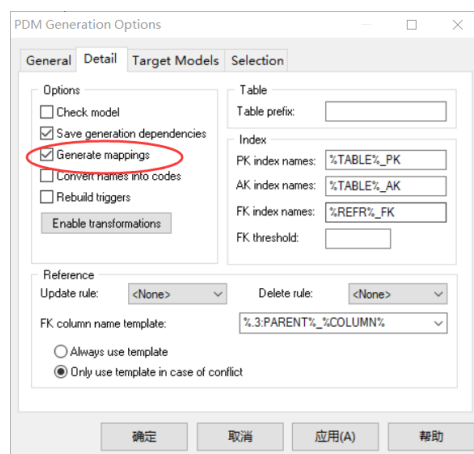 PDM Generation Options
General Detail Target Models Selection
Options
Check model
Save generation dependencies
Generate mappings
Convert names into codes
Rebuild triggers
Enable transformations
Table
Table prefix:
Index
PK index names: %TABLE%_PK
AK index names: %TABLE%_AK
FK index names: %REFR%_FK
FK threshold:
Reference
Update rule: <None> Delete rule: <None>
FK column name template: %.3:PARENT%_%COLUMN%
Always use template
Only use template in case of conflict
确定 取消 应用(A) 帮助